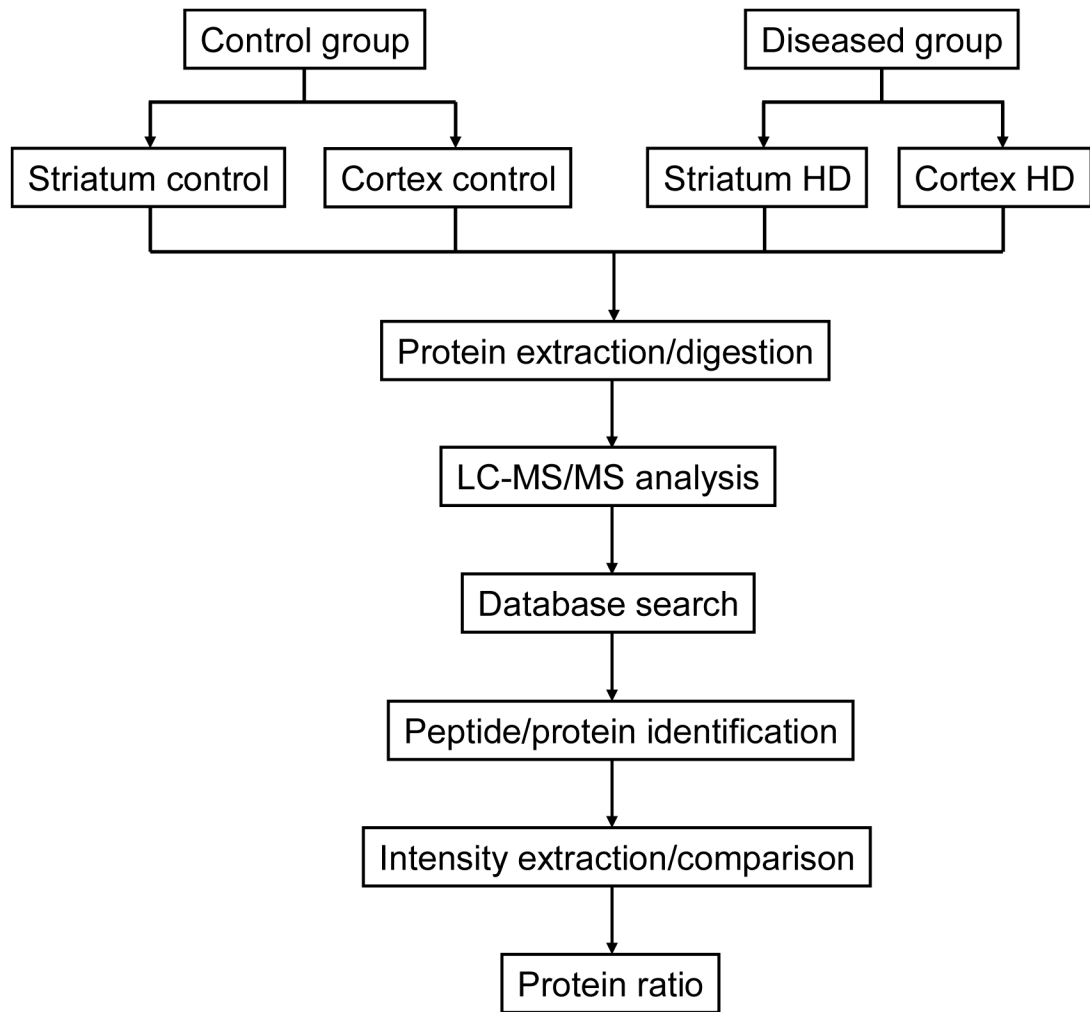 Control group
Diseased group
Striatum control
Cortex control
Striatum HD
Cortex HD
Protein extraction/digestion
LC-MS/MS analysis
Database search
Peptide/protein identification
Intensity extraction/comparison
Protein ratio